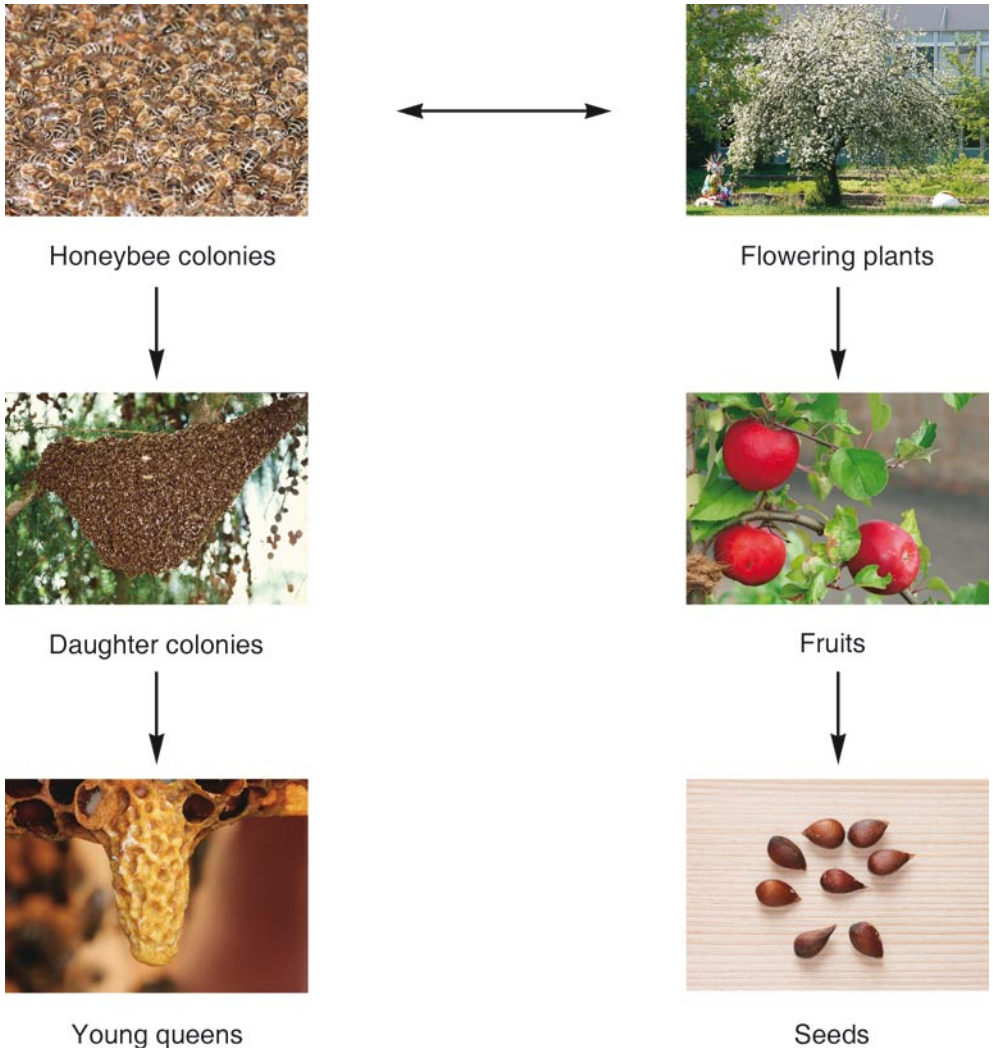 Honeybee colonies
Flowering plants
Daughter colonies
Fruits
Young queens
Seeds